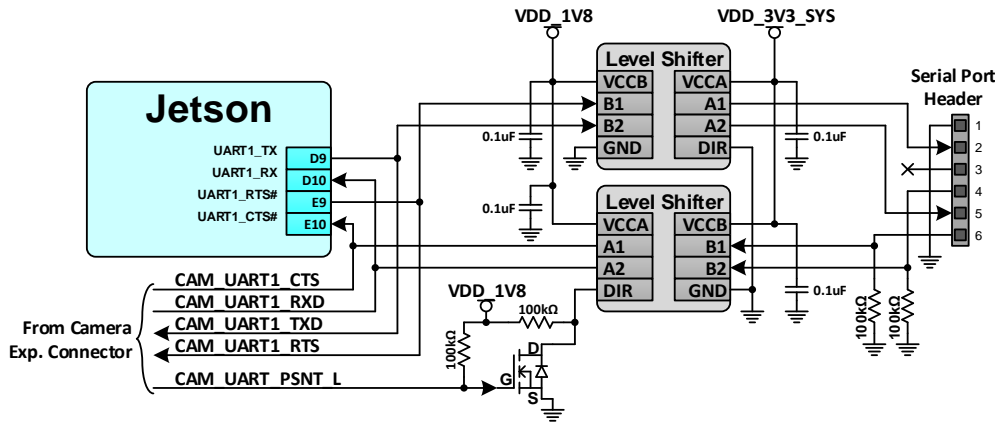 VDD_1V8
VDD_3V3_SYS
Jetson
UART1_TX
D9
UART1_RX
D10
UART1_RTS#
E9
UART1_CTS#
E10
Level Shifter
VCCB
VCCA
B1
A1
B2
A2
GND
DIR
0.1uF
0.1uF
Serial Port
Header
1
2
3
4
5
6
0.1uF
Level Shifter
VCCA
VCCB
A1
B1
A2
B2
DIR
GND
0.1uF
100kΩ
100kΩ
From Camera
Exp. Connector
CAM_UART1_CTS
CAM_UART1_RXD
CAM_UART1_TXD
CAM_UART1_RTS
CAM_UART_PSNT_L
VDD_1V8
100kΩ
100kΩ
D
G
S